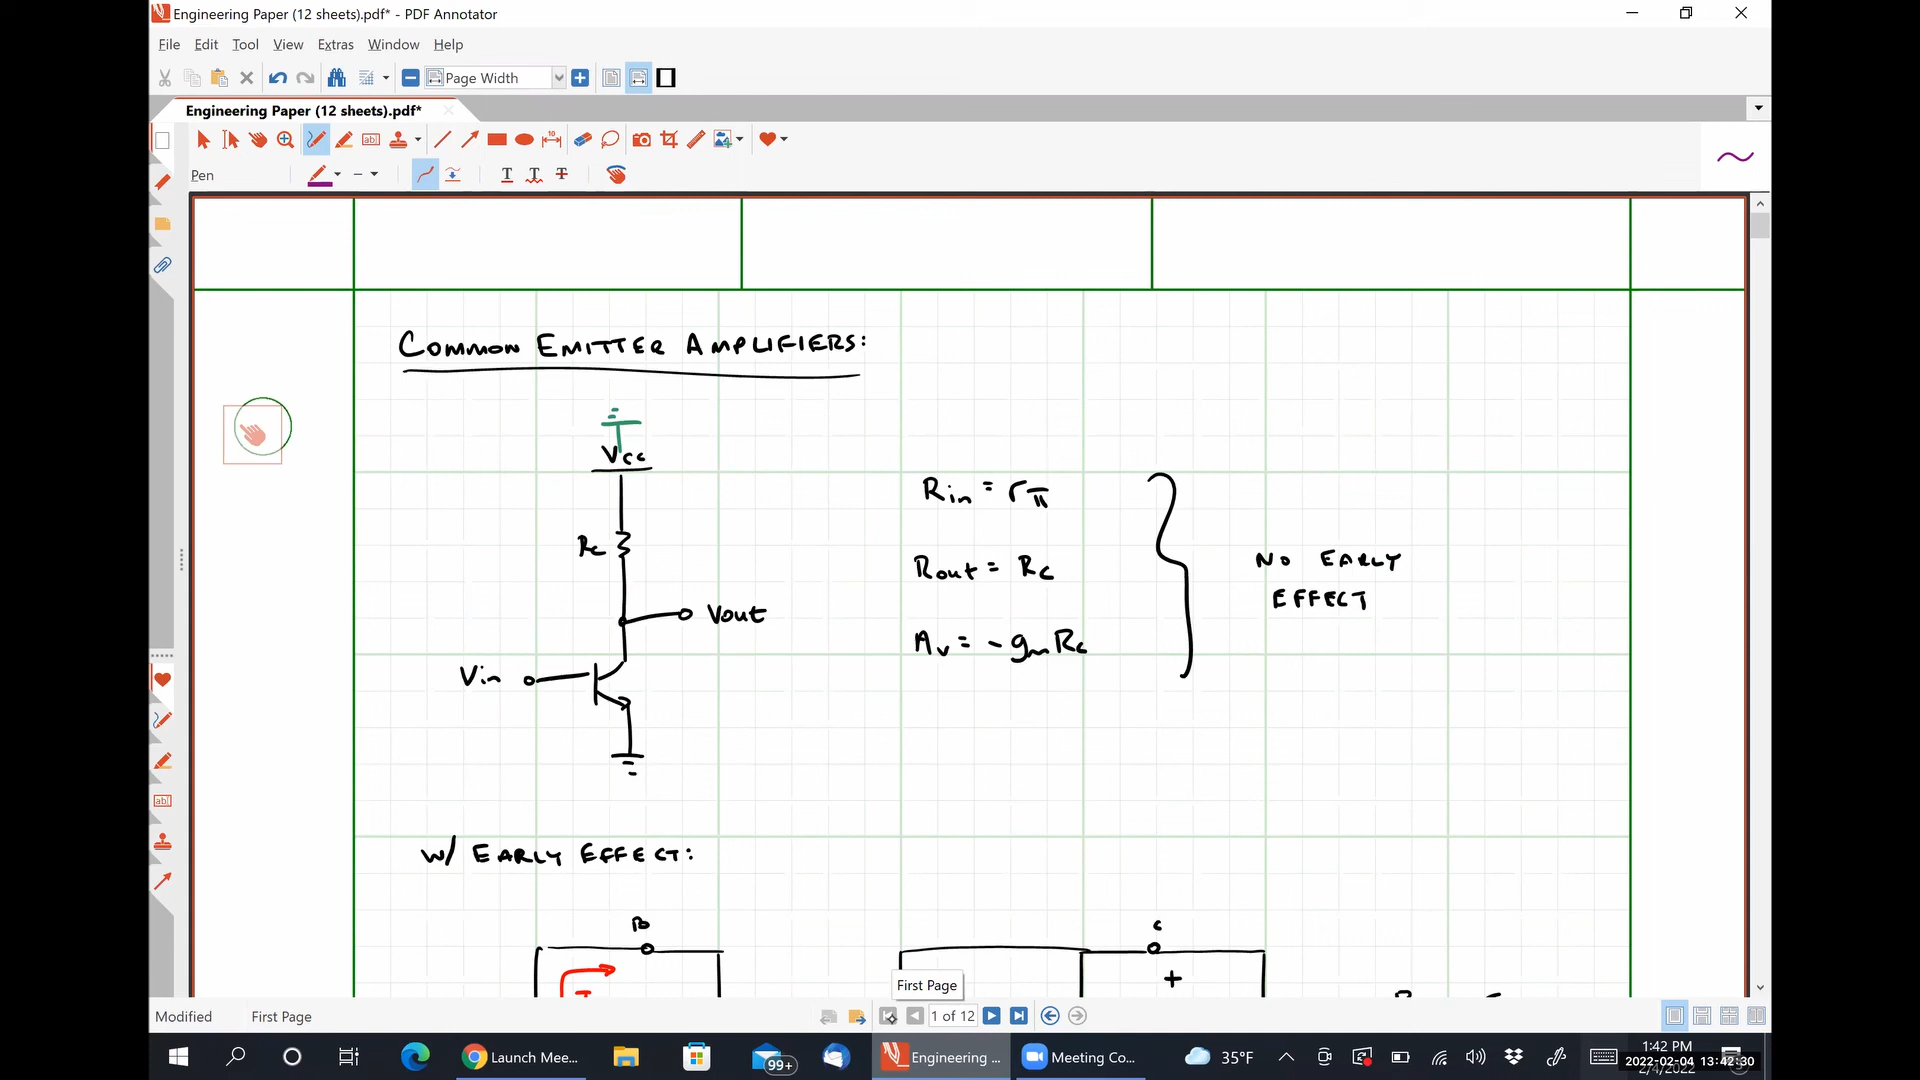 Engineering Paper (12 sheets).pdf* - PDF Annotator
File Edit Tool View Extras Window Help
Page Width
Engineering Paper (12 sheets).pdf*
Pen
COMMON EMITTER AMPLIFIERS:
Vcc
Rc
Vout
Vin
Rin = rπ
Rout = Rc
Av = -gmRc
NO EARLY
EFFECT
W/ EARLY EFFECT:
B
C
+
First Page
Modified First Page 1 of 12
Launch Mee... 99+ Engineering ... Meeting Co... 35°F
1:42 PM
2022-02-04 13:42:30
2/4/2022